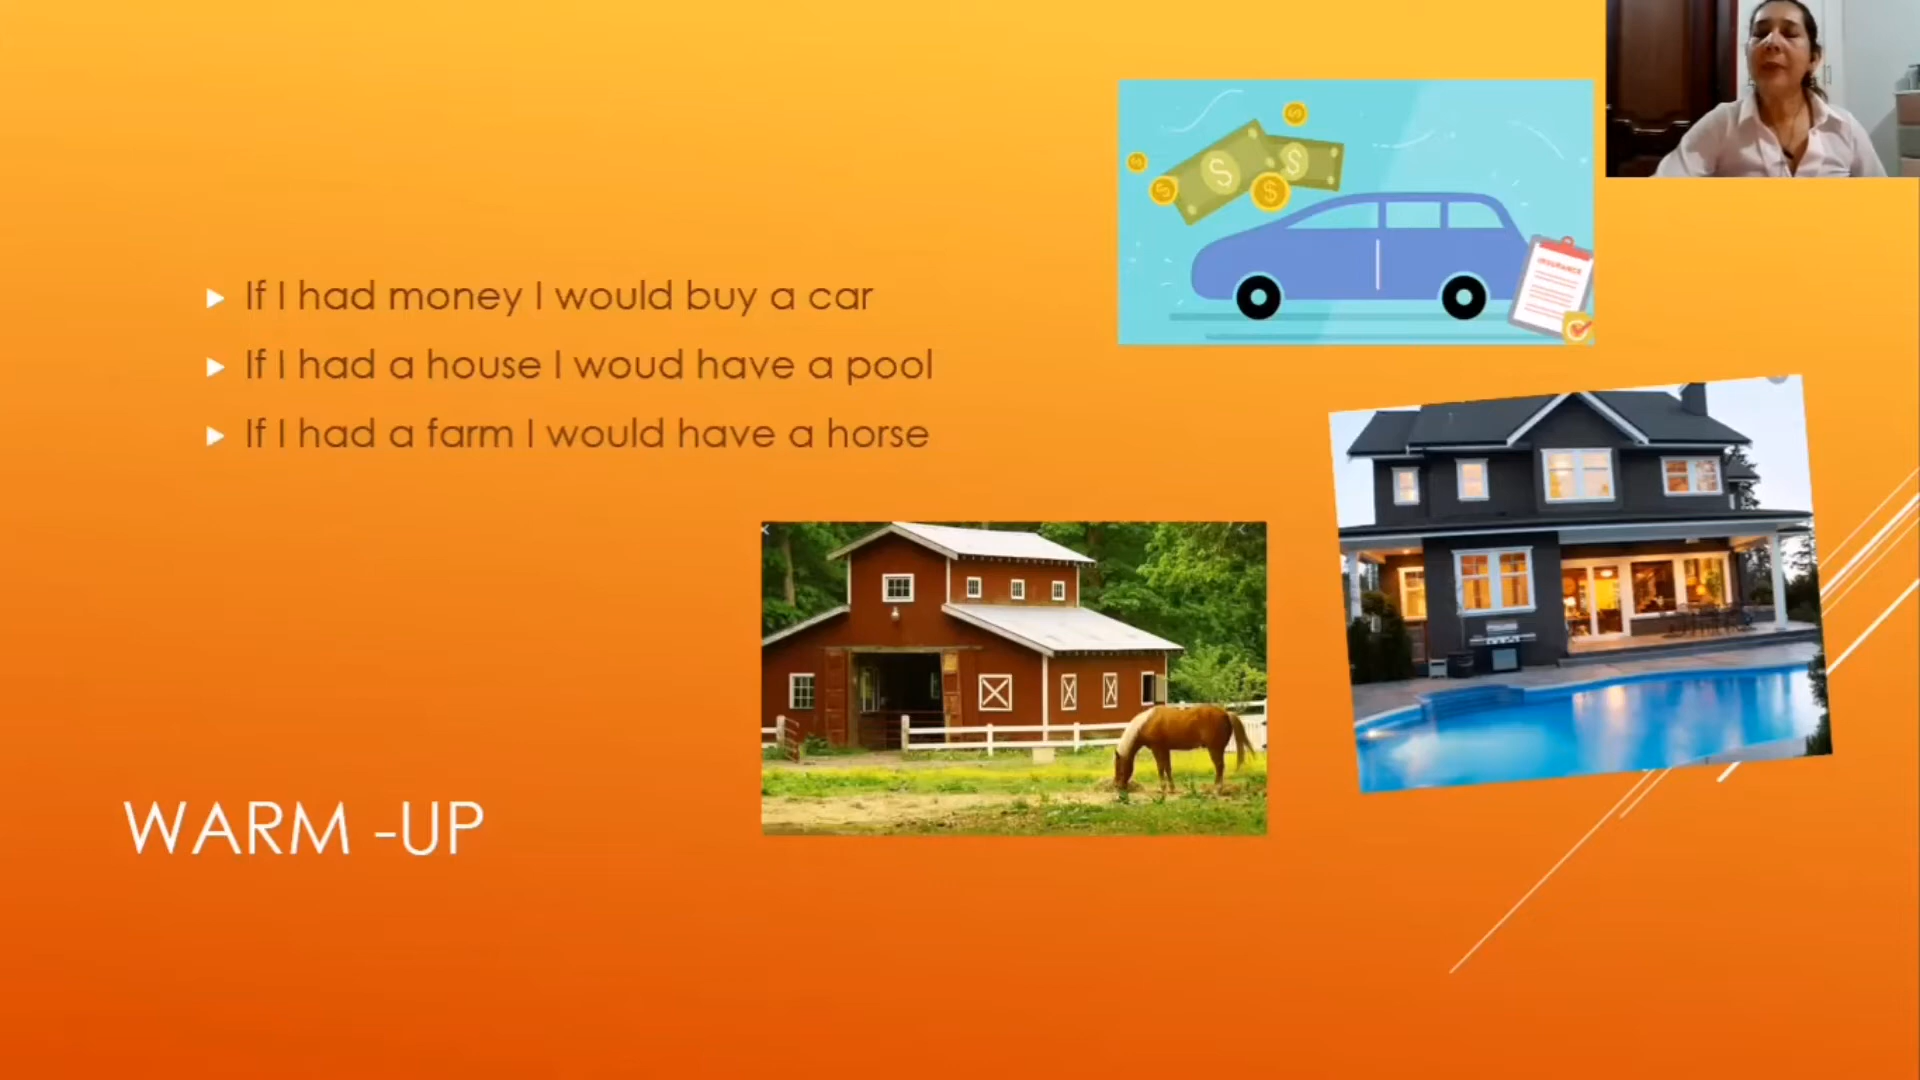 If I had money I would buy a car
If I had a house I woud have a pool
If I had a farm I would have a horse
WARM -UP
$
$
$
INSURANCE